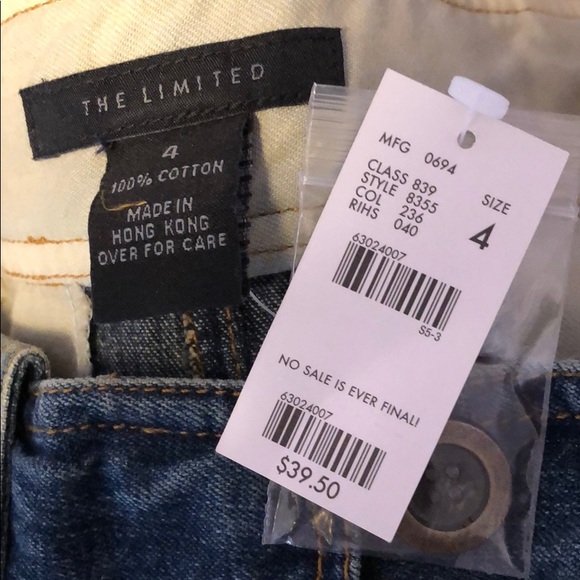 THE LIMITED
4
100% COTTON
MADE IN
HONG KONG
OVER FOR CARE
MFG 0694
CLASS 839
STYLE 8355
COL 236
RIHS 040
SIZE
4
63024007
S5-3
NO SALE IS EVER FINAL!
63024007
$39.50